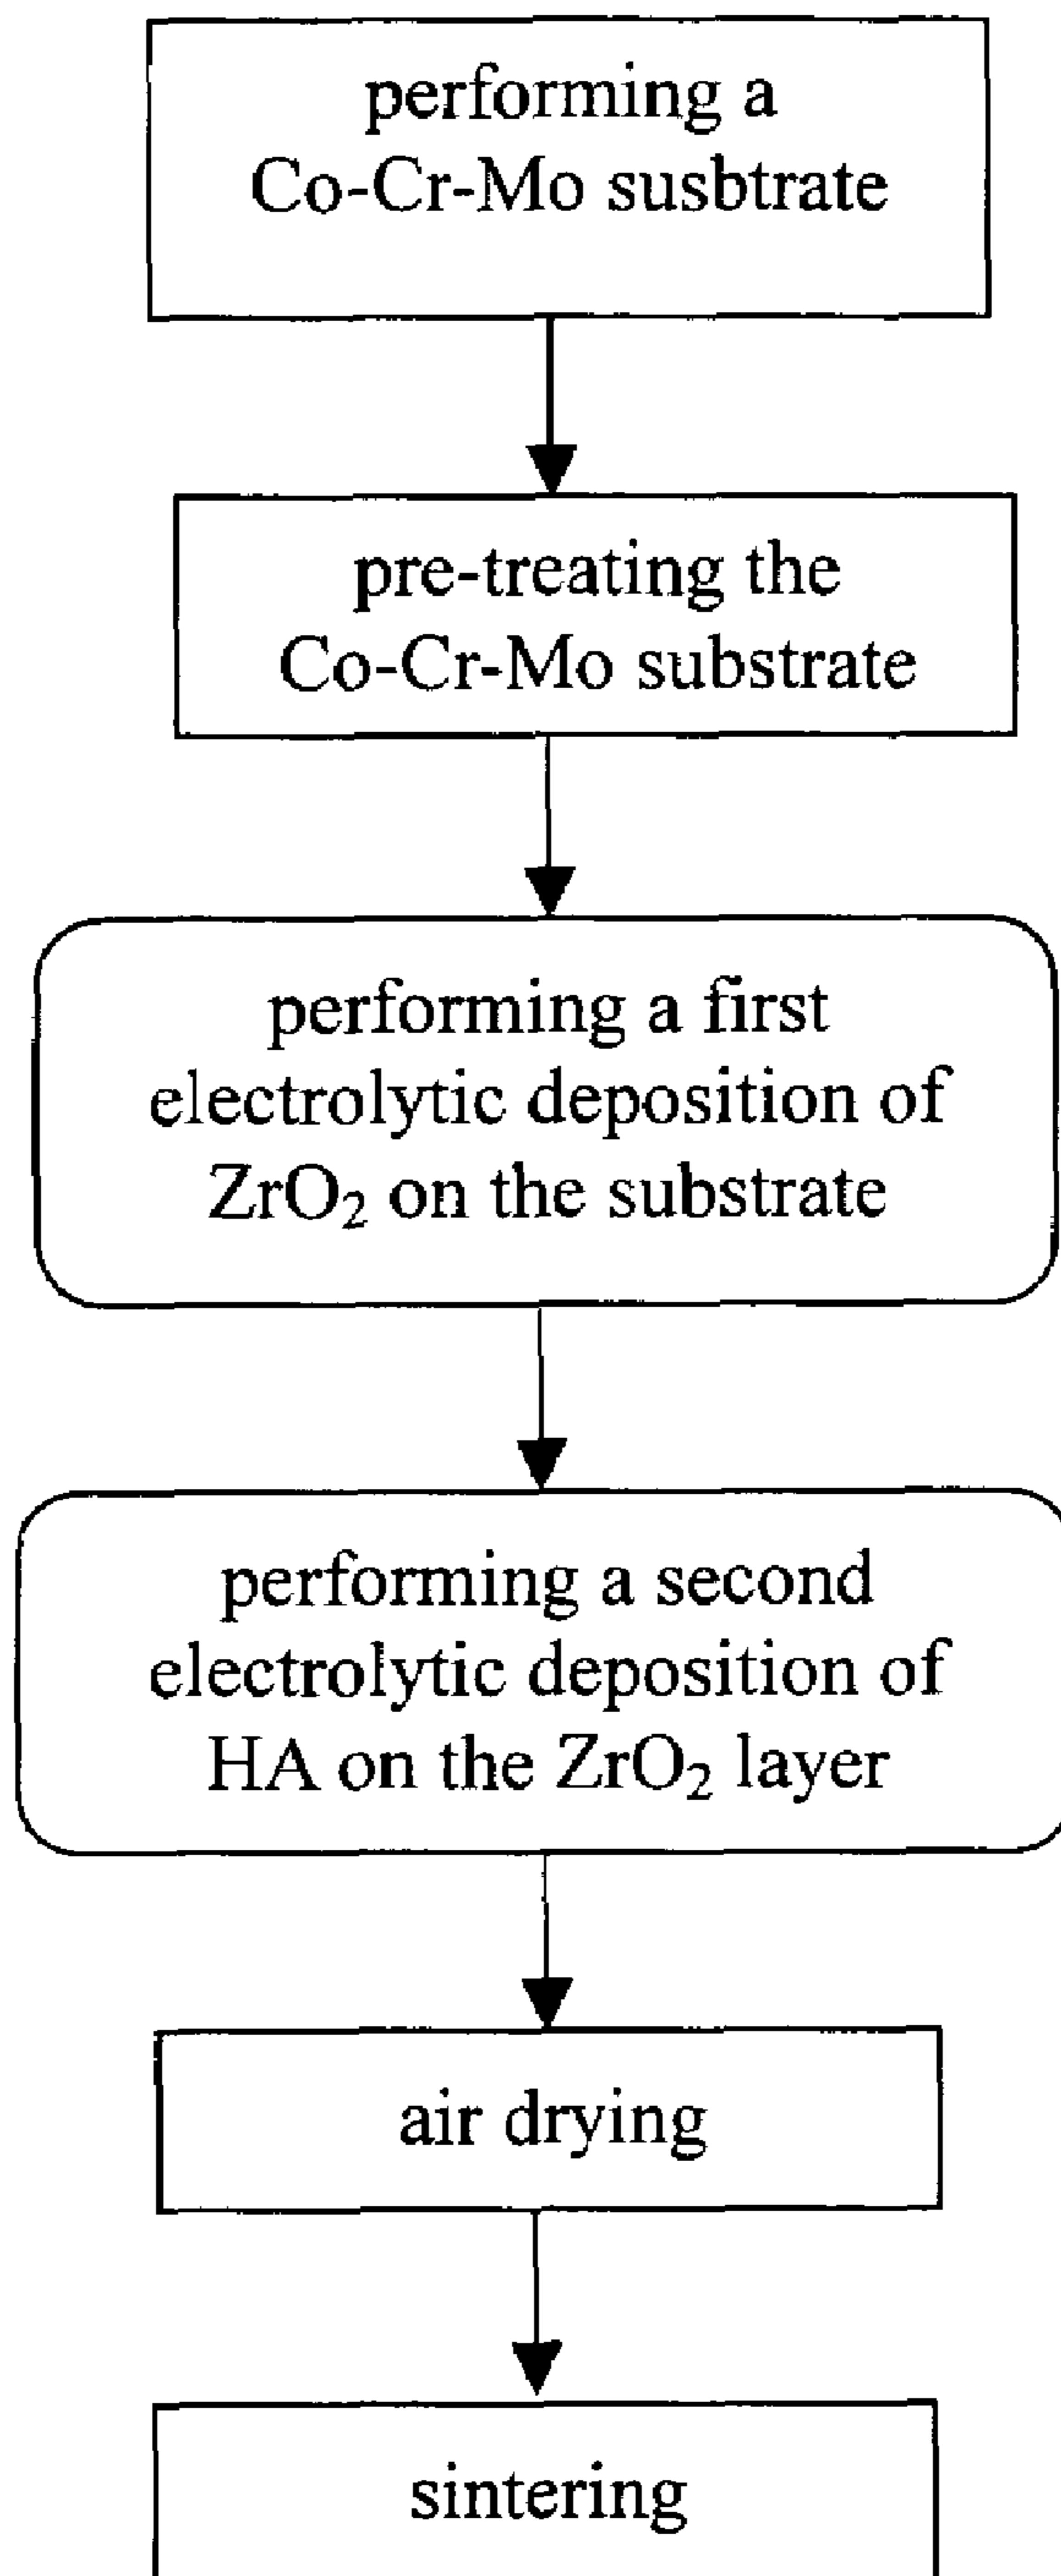 performing a
Co-Cr-Mo susbtrate
pre-treating the
Co-Cr-Mo substrate
performing a first
electrolytic deposition of
ZrO₂ on the substrate
performing a second
electrolytic deposition of
HA on the ZrO₂ layer
air drying
sintering